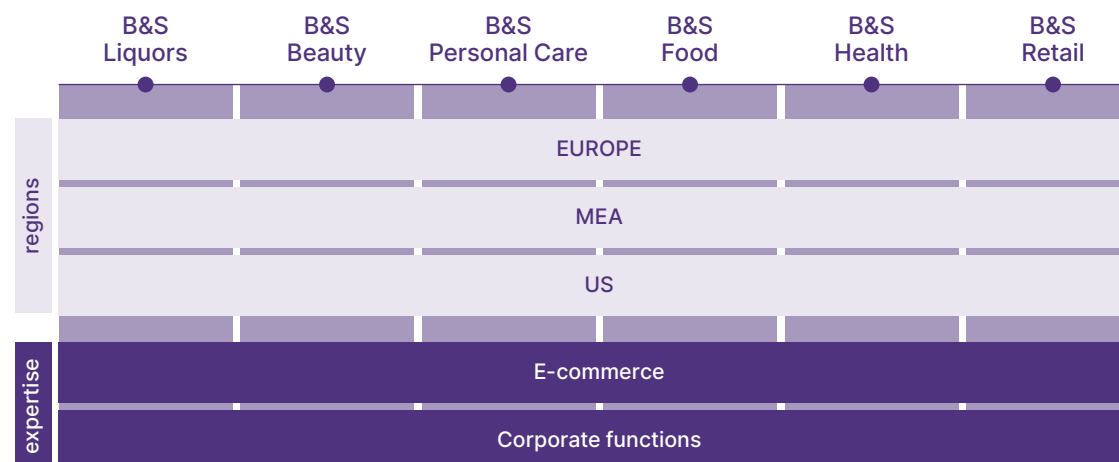 B&S
Liquors
B&S
Beauty
B&S
Personal Care
B&S
Food
B&S
Health
B&S
Retail
regions
EUROPE
MEA
US
expertise
E-commerce
Corporate functions